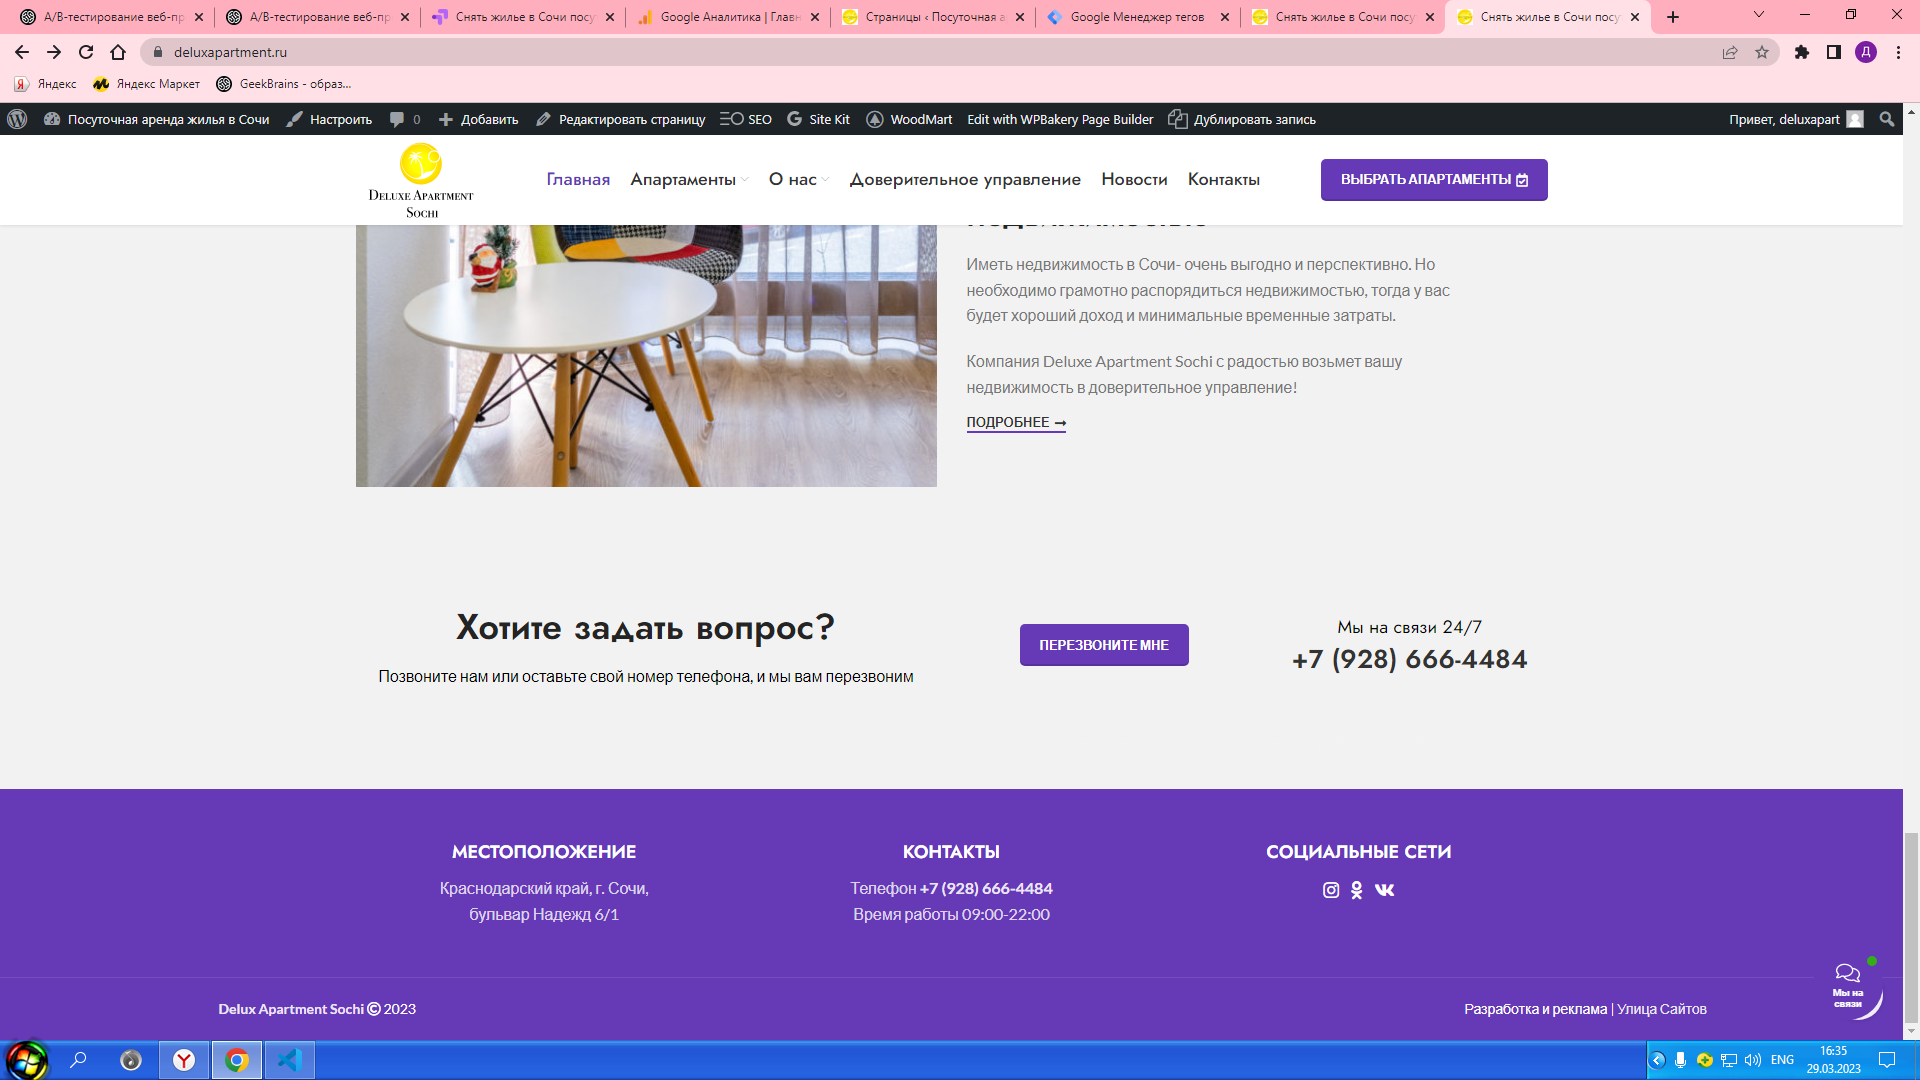 А/В-тестирование веб-пр
А/В-тестирование веб-пр
Снять жилье в Сочи посу
Google Аналитика | Главн
Страницы ‹ Посуточная а
Google Менеджер тегов
Снять жилье в Сочи посу
Снять жилье в Сочи посу
deluxapartment.ru
Д
Яндекс
Яндекс Маркет
GeekBrains - образ...
Посуточная аренда жилья в Сочи
Настроить
0
Добавить
Редактировать страницу
SEO
Site Kit
WoodMart
Edit with WPBakery Page Builder
Дублировать запись
Привет, deluxapart
Deluxe Apartment
Sochi
Главная
Апартаменты
О нас
Доверительное управление
Новости
Контакты
ВЫБРАТЬ АПАРТАМЕНТЫ
Иметь недвижимость в Сочи- очень выгодно и перспективно. Но
необходимо грамотно распорядиться недвижимостью, тогда у вас
будет хороший доход и минимальные временные затраты.
Компания Deluxe Apartment Sochi с радостью возьмет вашу
недвижимость в доверительное управление!
ПОДРОБНЕЕ →
Хотите задать вопрос?
Позвоните нам или оставьте свой номер телефона, и мы вам перезвоним
ПЕРЕЗВОНИТЕ МНЕ
Мы на связи 24/7
+7 (928) 666-4484
МЕСТОПОЛОЖЕНИЕ
Краснодарский край, г. Сочи,
бульвар Надежд 6/1
КОНТАКТЫ
Телефон +7 (928) 666-4484
Время работы 09:00-22:00
СОЦИАЛЬНЫЕ СЕТИ
Мы на
связи
Delux Apartment Sochi © 2023
Разработка и реклама | Улица Сайтов
ENG
16:35
29.03.2023